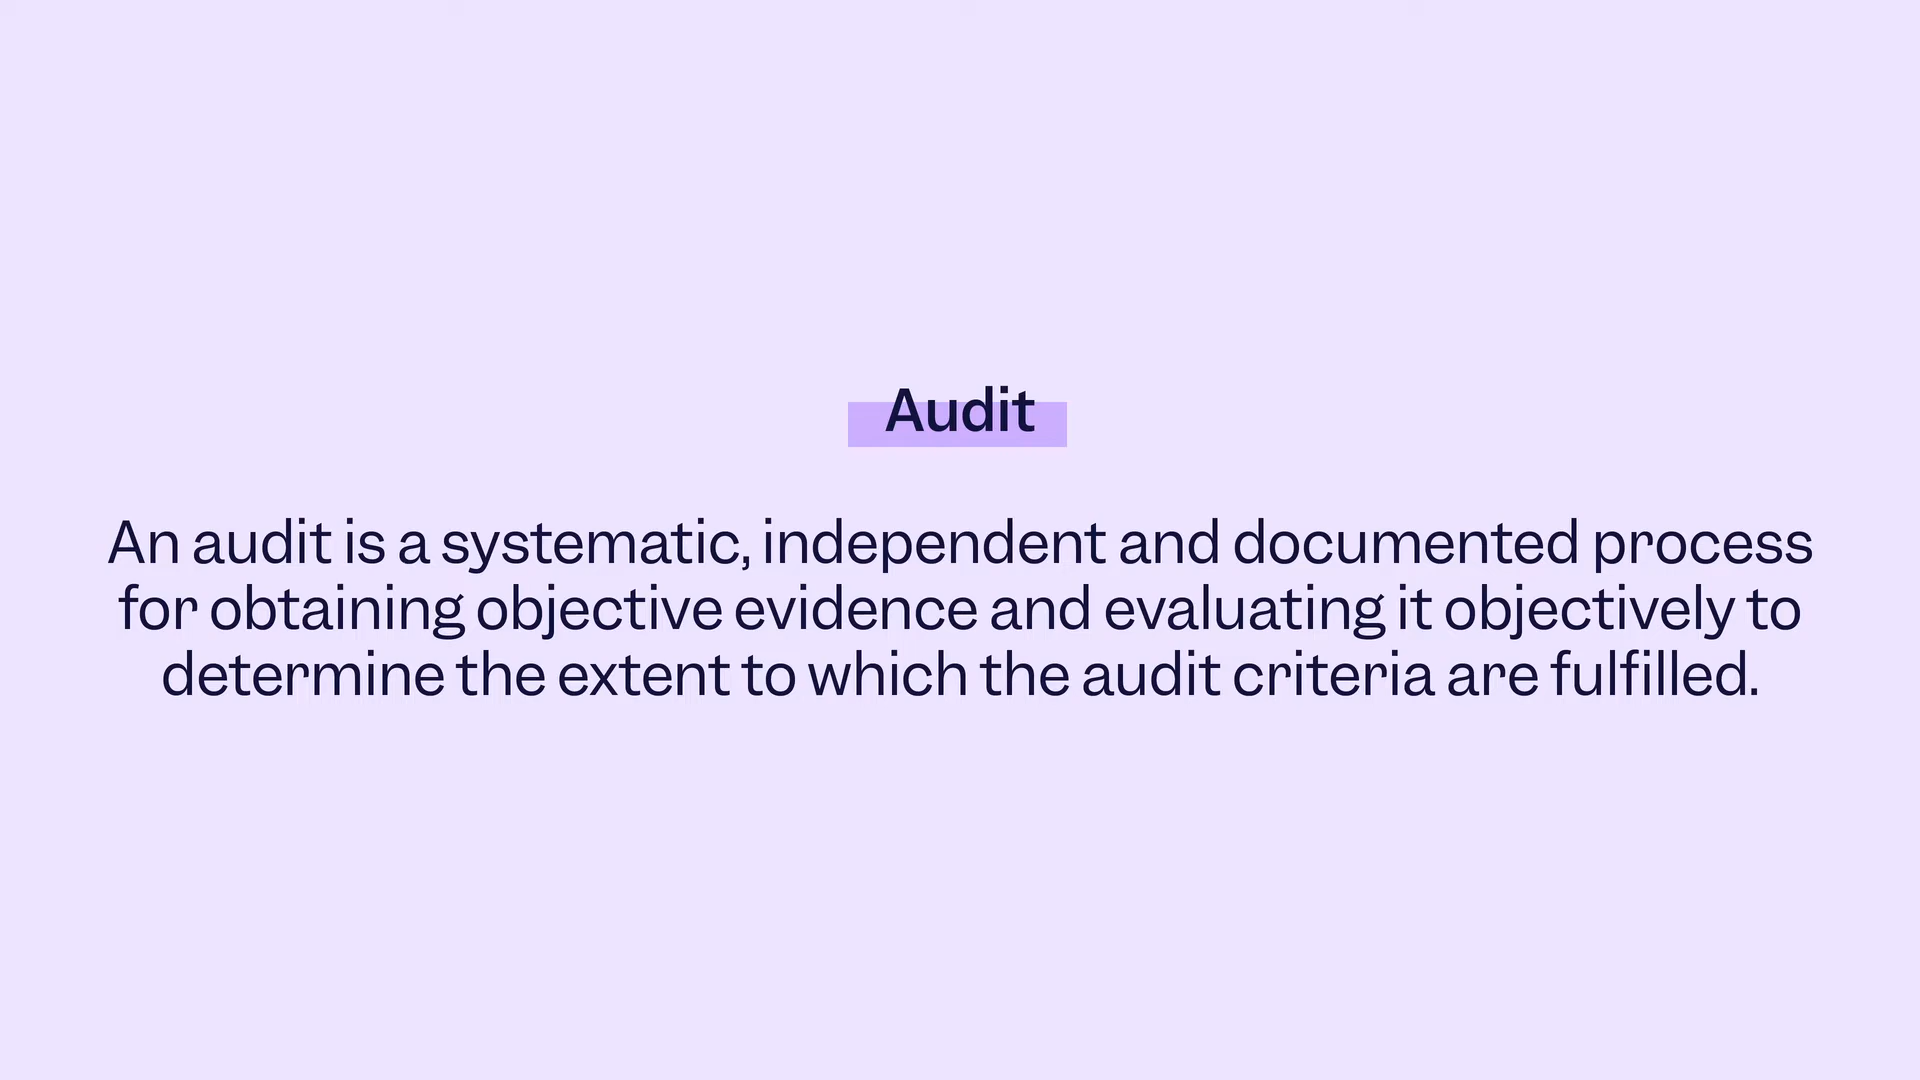 Audit
An audit is a systematic, independent and documented process
for obtaining objective evidence and evaluating it objectively to
determine the extent to which the audit criteria are fulfilled.